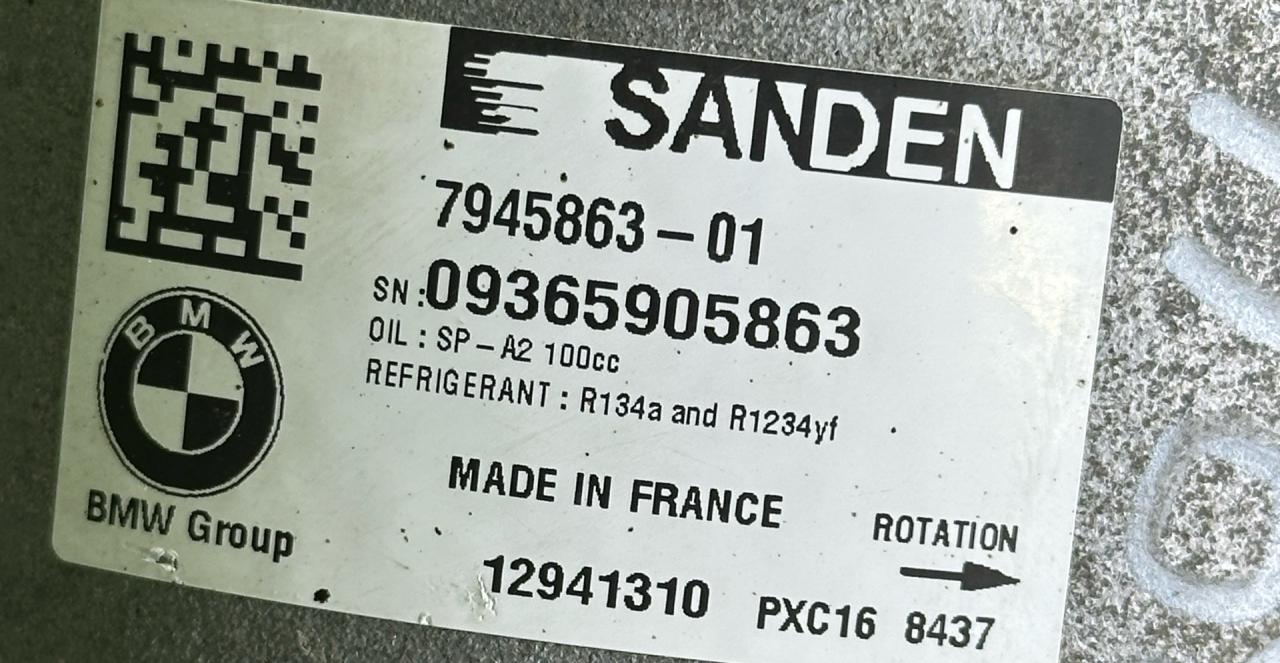 SANDEN
7945863-01
SN:09365905863
OIL : SP-A2 100cc
REFRIGERANT : R134a and R1234yf
BMW
BMW Group
MADE IN FRANCE
ROTATION
12941310 PXC16 8437